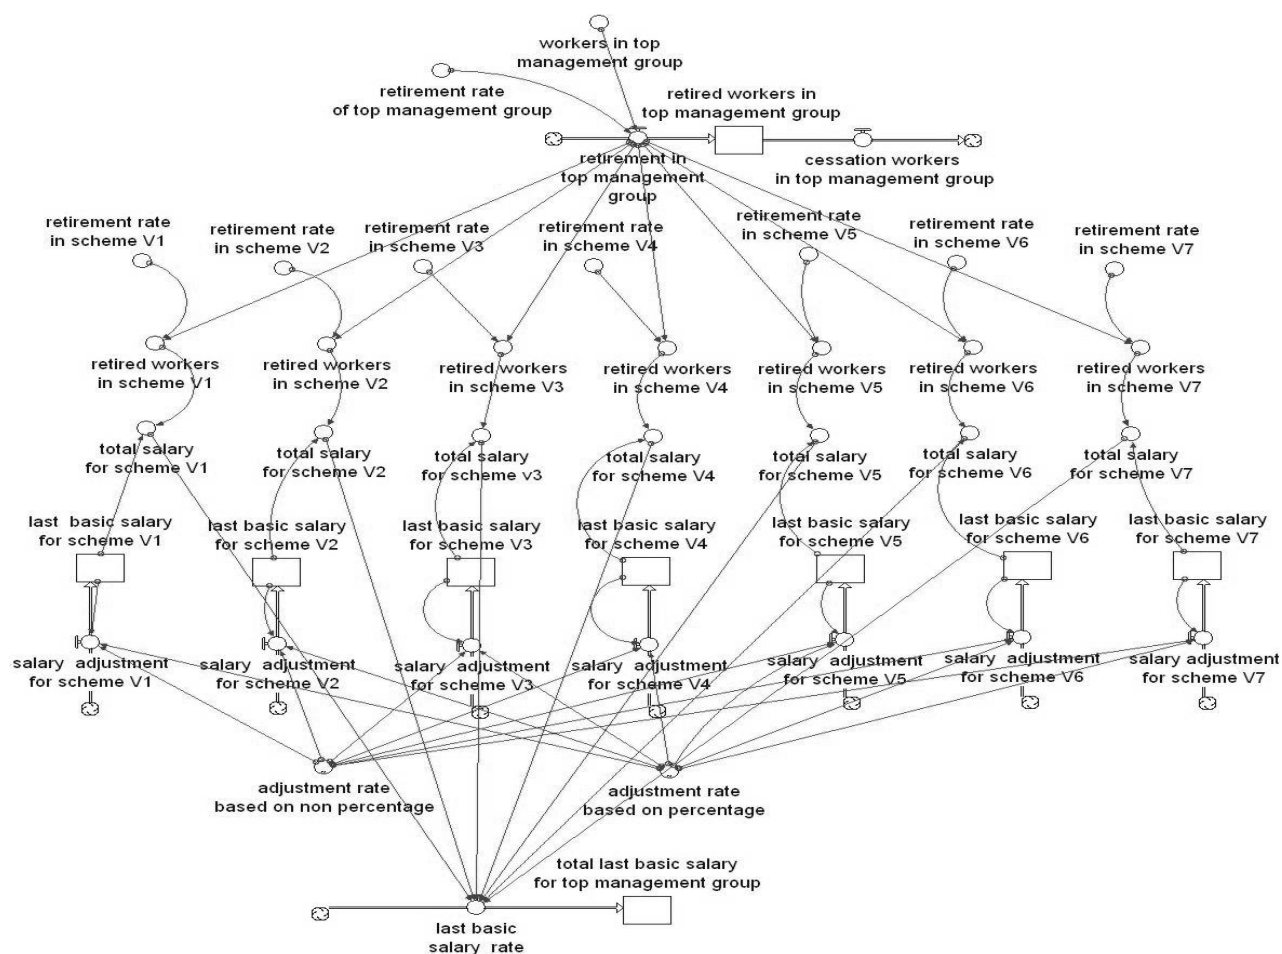 workers in top
management group
retirement rate
of top management group
retired workers in
top management group
retirement in
top management
group
cessation workers
in top management group
retirement rate
in scheme V1
retirement rate
in scheme V2
retirement rate
in scheme V3
retirement rate
in scheme V4
retirement rate
in scheme V5
retirement rate
in scheme V6
retirement rate
in scheme V7
retired workers
in scheme V1
retired workers
in scheme V2
retired workers
in scheme V3
retired workers
in scheme V4
retired workers
in scheme V5
retired workers
in scheme V6
retired workers
in scheme V7
total salary
for scheme V1
total salary
for scheme V2
total salary
for scheme v3
total salary
for scheme V4
total salary
for scheme V5
total salary
for scheme V6
total salary
for scheme V7
last basic salary
for scheme V1
last basic salary
for scheme V2
last basic salary
for scheme V3
last basic salary
for scheme V4
last basic salary
for scheme V5
last basic salary
for scheme V6
last basic salary
for scheme V7
salary adjustment
for scheme V1
salary adjustment
for scheme V2
salary adjustment
for scheme V3
salary adjustment
for scheme V4
salary adjustment
for scheme V5
salary adjustment
for scheme V6
salary adjustment
for scheme V7
adjustment rate
based on non percentage
adjustment rate
based on percentage
total last basic salary
for top management group
last basic
salary rate